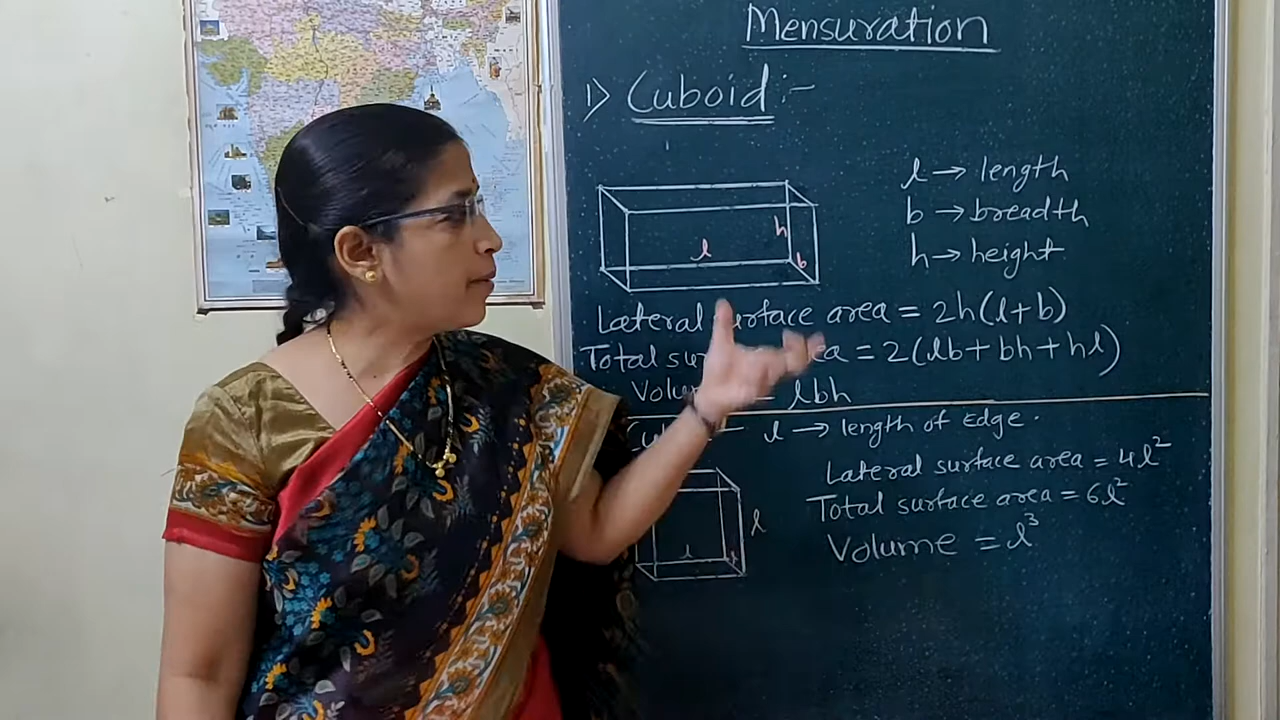 Mensuration
1) Cuboid :-
l → length
b → breadth
h → height
h
l
b
Lateral surface area = 2h(l+b)
Total = 2(lb+bh+hl)
= lbh
l → length of Edge.
Lateral surface area = 4l²
Total surface area = 6l²
l
l
Volume = l³